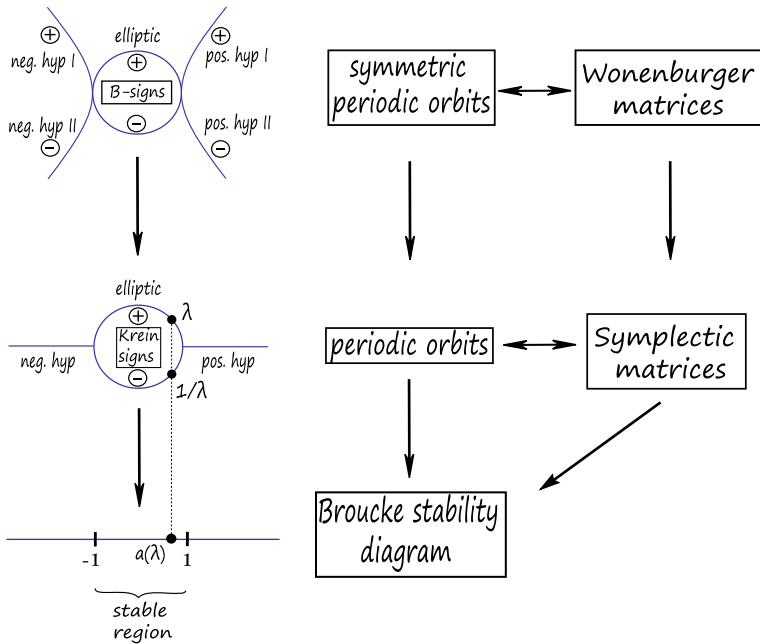 elliptic
neg. hyp I
pos. hyp I
+
+
+
B-signs
neg. hyp II
pos. hyp II
−
−
−
symmetric
periodic orbits
Wonenburger
matrices
elliptic
+
λ
Krein
signs
neg. hyp
pos. hyp
−
1/λ
periodic orbits
Symplectic
matrices
-1
a(λ)
1
stable
region
Broucke stability
diagram